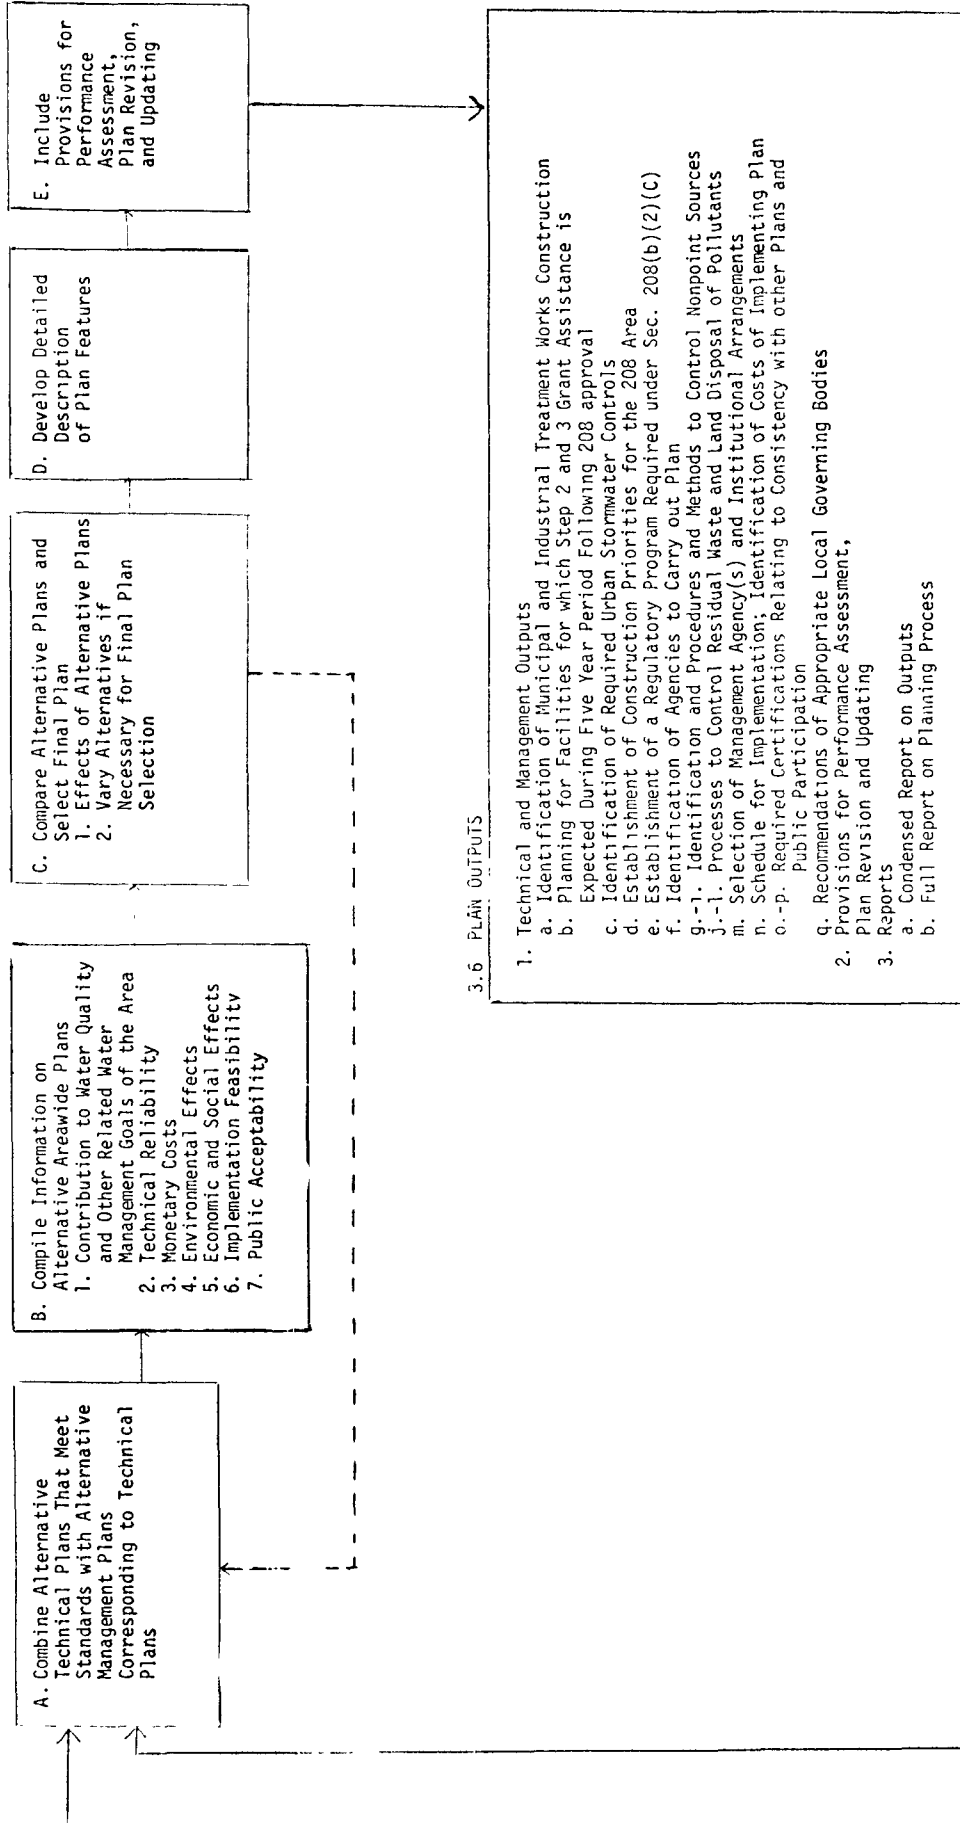 A. Combine Alternative
Technical Plans That Meet
Standards with Alternative
Management Plans
Corresponding to Technical
Plans
B. Compile Information on
Alternative Areawide Plans
1. Contribution to Water Quality
and Other Related Water
Management Goals of the Area
2. Technical Reliability
3. Monetary Costs
4. Environmental Effects
5. Economic and Social Effects
6. Implementation Feasibility
7. Public Acceptability
C. Compare Alternative Plans and
Select Final Plan
1. Effects of Alternative Plans
2. Vary Alternatives if
Necessary for Final Plan
Selection
D. Develop Detailed
Description
of Plan Features
E. Include
Provisions for
Performance
Assessment,
Plan Revision,
and Updating
3.6 PLAN OUTPUTS
1. Technical and Management Outputs
a. Identification of Municipal and Industrial Treatment Works Construction
b. Planning for Facilities for which Step 2 and 3 Grant Assistance is
Expected During Five Year Period Following 208 approval
c. Identification of Required Urban Stormwater Controls
d. Establishment of Construction Priorities for the 208 Area
e. Establishment of a Regulatory Program Required under Sec. 208(b)(2)(C)
f. Identification of Agencies to Carry out Plan
g.-i. Identification and Procedures and Methods to Control Nonpoint Sources
j.-l. Processes to Control Residual Waste and Land Disposal of Pollutants
m. Selection of Management Agency(s) and Institutional Arrangements
n. Schedule for Implementation; Identification of Costs of Implementing Plan
o.-p. Required Certifications Relating to Consistency with other Plans and
Public Participation
q. Recommendations of Appropriate Local Governing Bodies
2. Provisions for Performance Assessment,
Plan Revision and Updating
3. Reports
a. Condensed Report on Outputs
b. Full Report on Planning Process